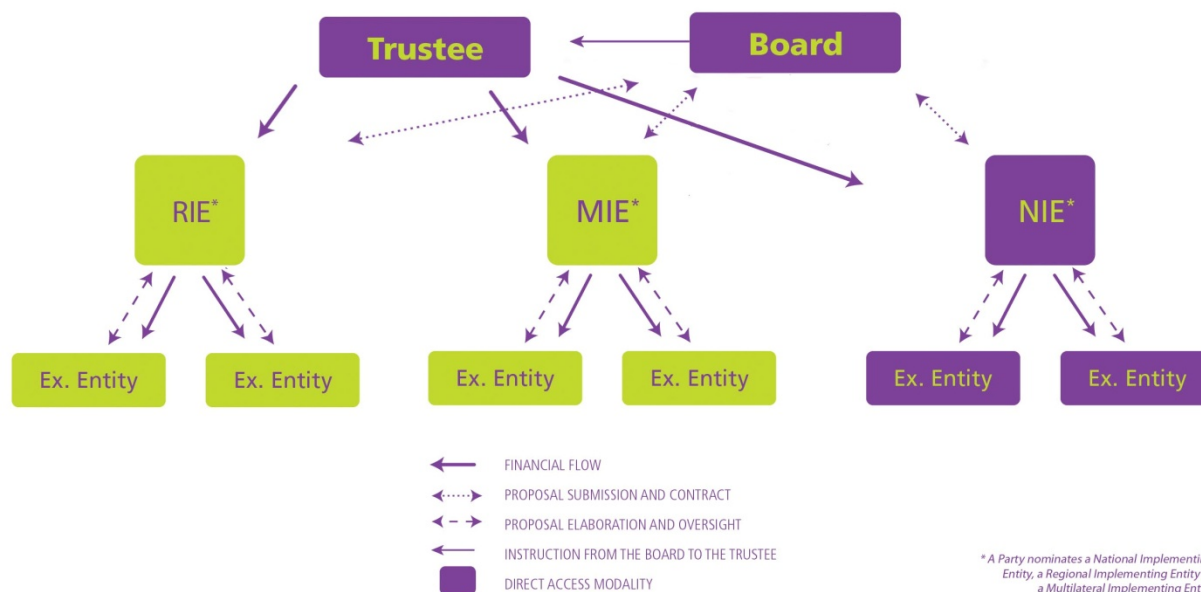 Trustee
Board
RIE*
MIE*
NIE*
Ex. Entity
Ex. Entity
Ex. Entity
Ex. Entity
Ex. Entity
Ex. Entity
FINANCIAL FLOW
PROPOSAL SUBMISSION AND CONTRACT
PROPOSAL ELABORATION AND OVERSIGHT
INSTRUCTION FROM THE BOARD TO THE TRUSTEE
DIRECT ACCESS MODALITY
* A Party nominates a National Implementin
Entity, a Regional Implementing Entity
a Multilateral Implementing Ent